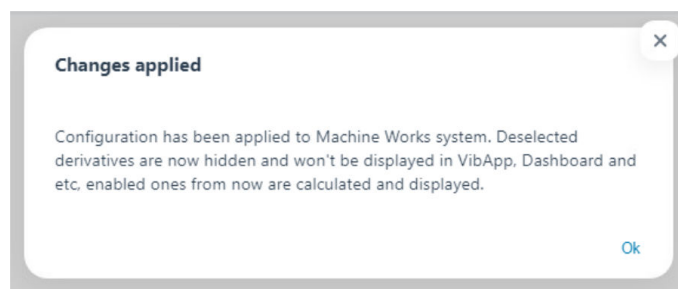 Changes applied
Configuration has been applied to Machine Works system. Deselected
derivatives are now hidden and won't be displayed in VibApp, Dashboard and
etc, enabled ones from now are calculated and displayed.
Ok